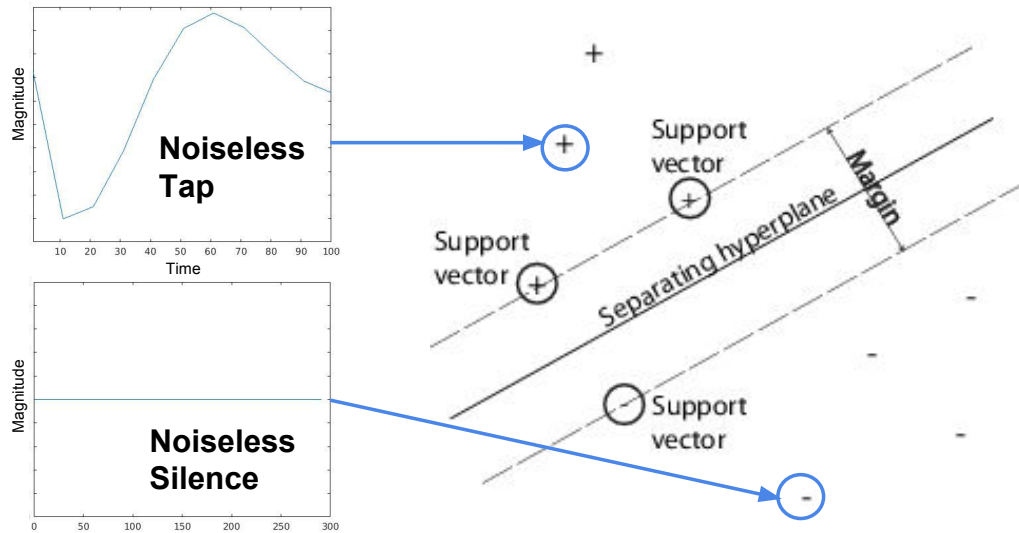 Magnitude
Noiseless
Tap
10 20 30 40 50 60 70 80 90 100
Time
Magnitude
Noiseless
Silence
0 50 100 150 200 250 300
+
+
Support
vector
+
Support
vector
+
Margin
Separating hyperplane
-
-
-
Support
vector
-
-